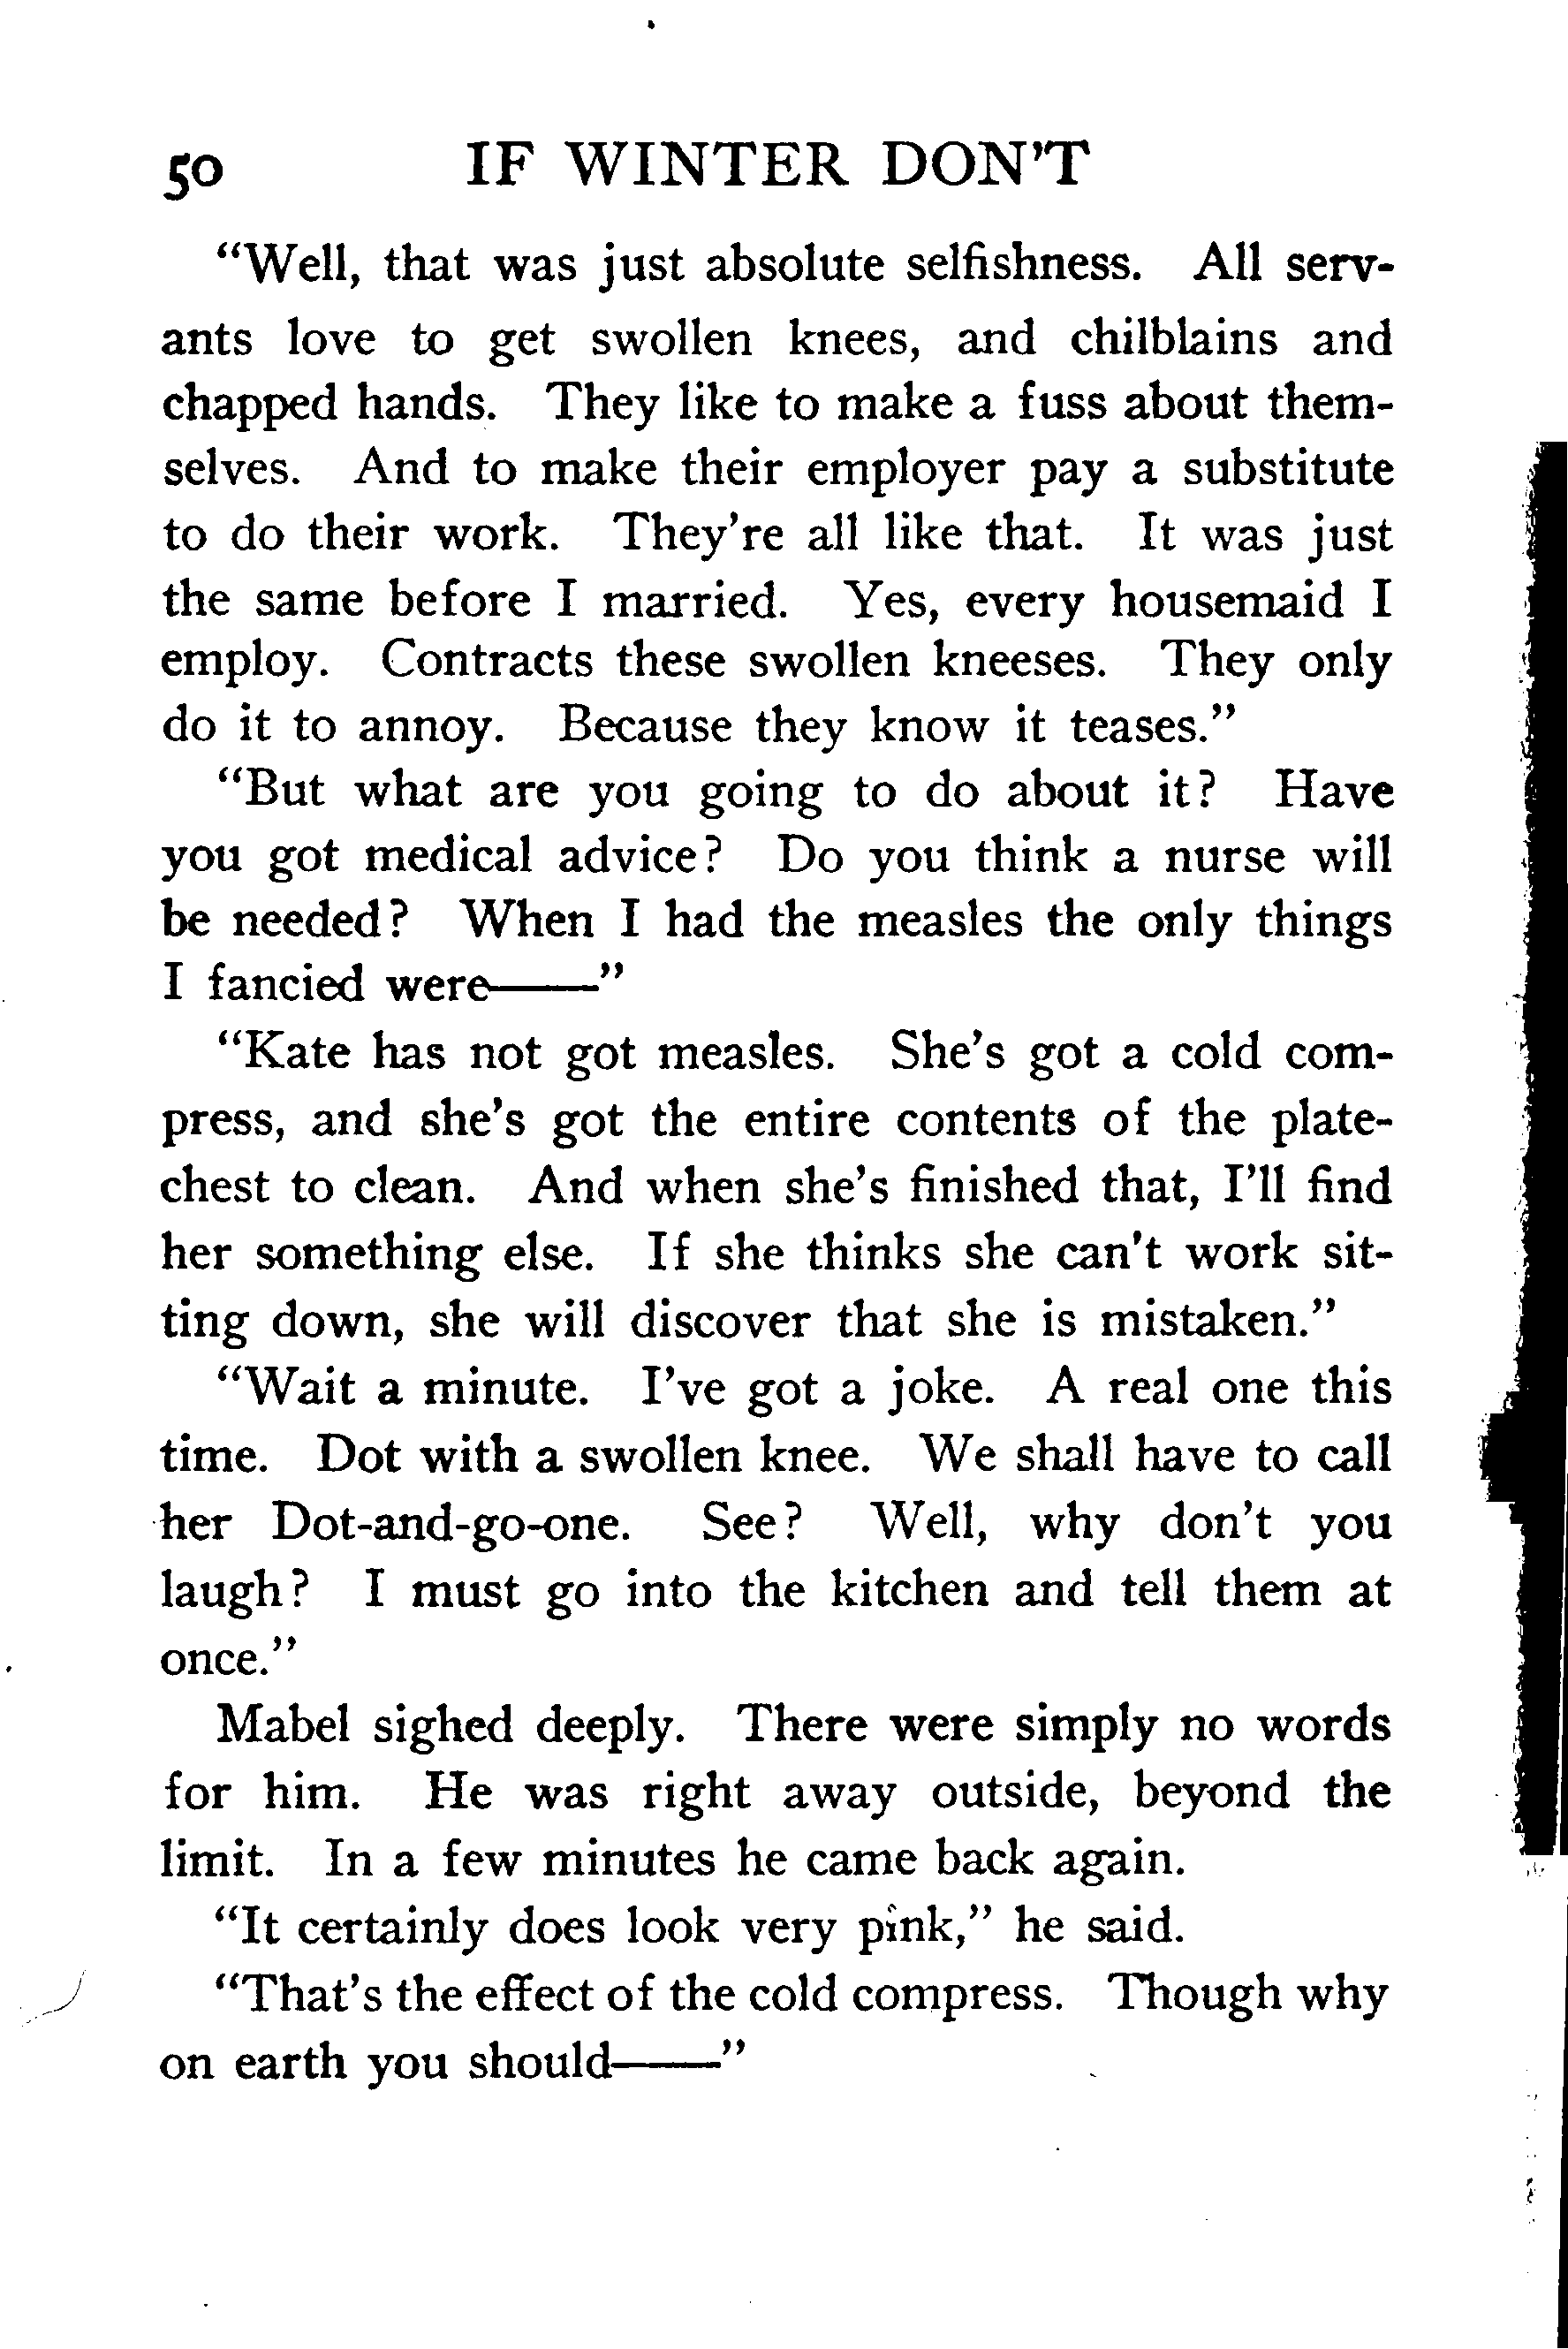 50 IF WINTER DON'T
“Well, that was just absolute selfishness. All serv-
ants love to get swollen knees, and chilblains and
chapped hands. They like to make a fuss about them-
selves. And to make their employer pay a substitute
to do their work. They're all like that. It was just
the same before I married. Yes, every housemaid I
employ. Contracts these swollen kneeses. They only
do it to annoy. Because they know it teases.”
“But what are you going to do about it? Have
you got medical advice? Do you think a nurse will
be needed? When I had the measles the only things
I fancied were——”
“Kate has not got measles. She's got a cold com-
press, and she's got the entire contents of the plate-
chest to clean. And when she's finished that, I'll find
her something else. If she thinks she can't work sit-
ting down, she will discover that she is mistaken.”
“Wait a minute. I've got a joke. A real one this
time. Dot with a swollen knee. We shall have to call
her Dot-and-go-one. See? Well, why don't you
laugh? I must go into the kitchen and tell them at
once.”
Mabel sighed deeply. There were simply no words
for him. He was right away outside, beyond the
limit. In a few minutes he came back again.
“It certainly does look very pink,” he said.
“That's the effect of the cold compress. Though why
on earth you should——”